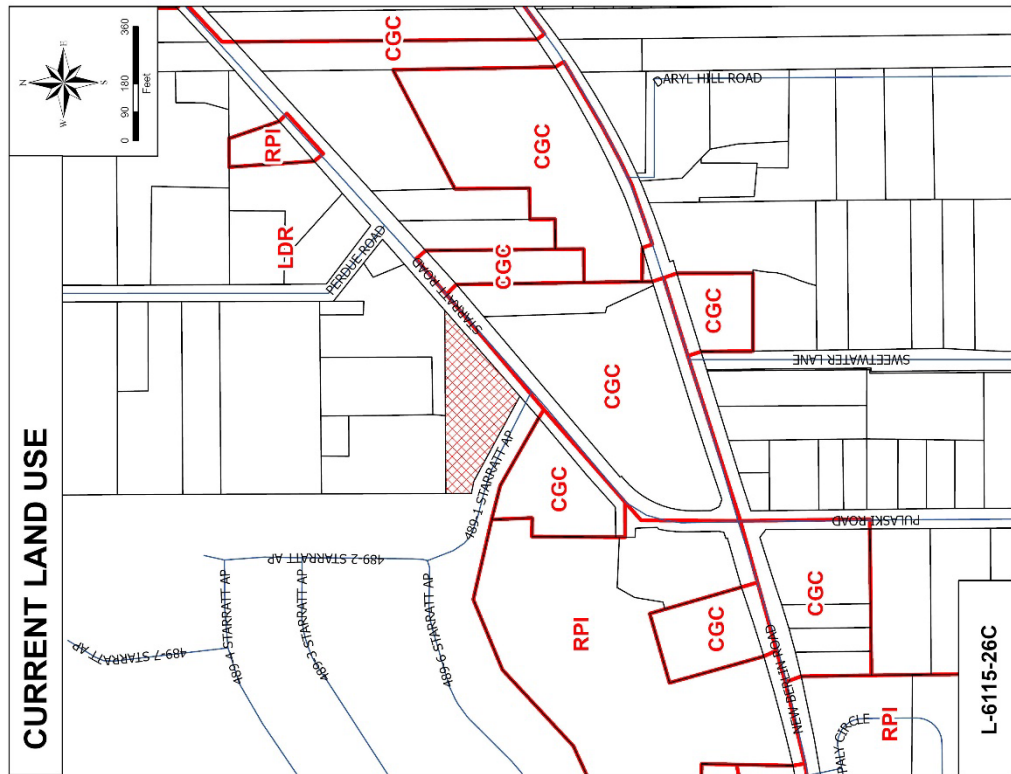 CURRENT LAND USE
N
W
E
S
0
90
180
360
Feet
CGC
DARYL HILL ROAD
RPI
CGC
LDR
PERDUE ROAD
CGC
STARRATT ROAD
CGC
CGC
SWEETWATER LANE
489-1 STARRATT AP
CGC
489-2 STARRATT AP
489-7 STARRATT AP
489-4 STARRATT AP
489-3 STARRATT AP
489-6 STARRATT AP
RPI
PULASKI ROAD
CGC
CGC
NEW BERLIN ROAD
RPI
PALY CIRCLE
L-6115-26C